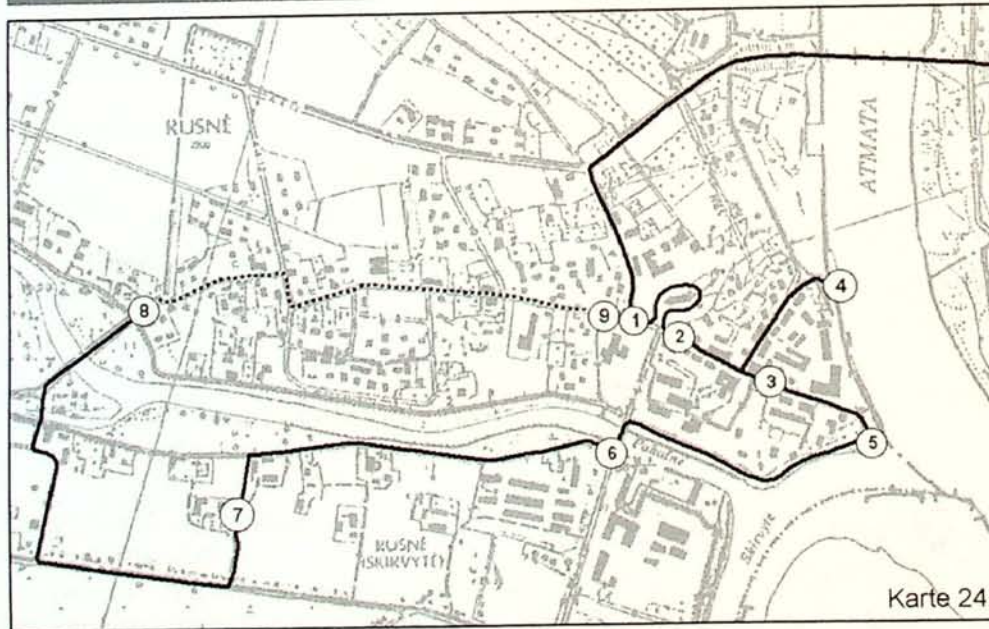 RUSNĖ
ATMATA
4
8
9
1
2
3
5
6
Pakalnė
7
Skirvytė
RUSNĖ
(SKIRVYTĖ)
Karte 24